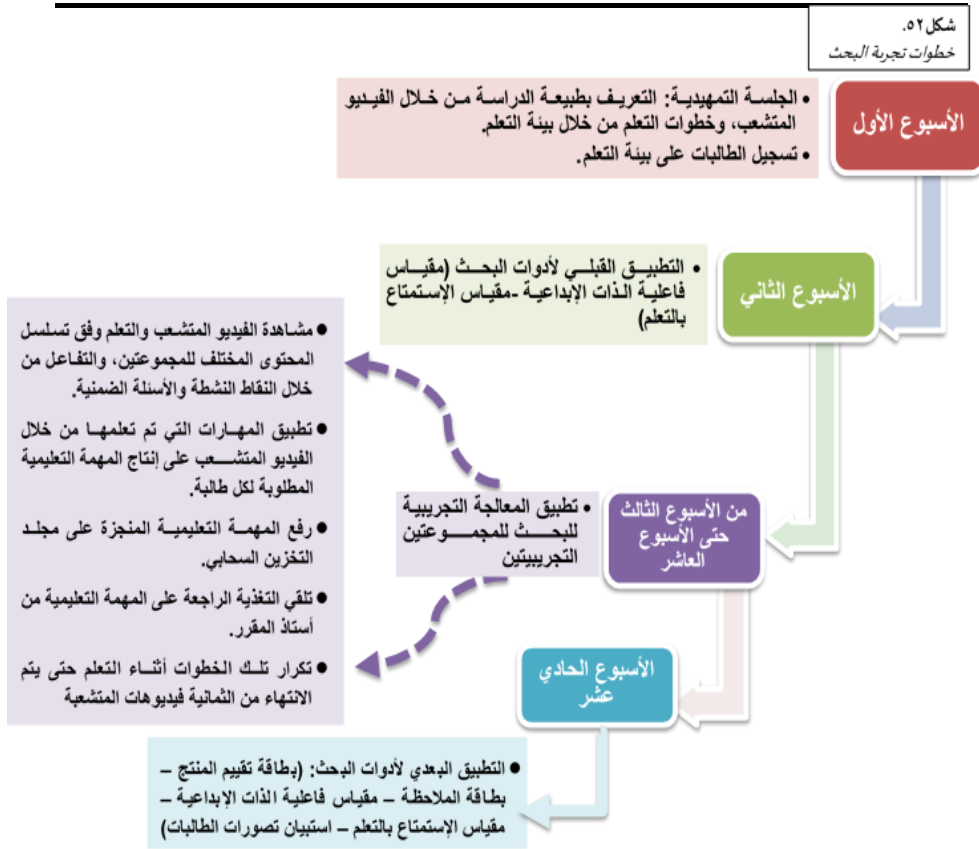 شكل٥٢.
خطوات تجربة البحث
الأسبوع الأول
• الجلسة التمهيدية: التعريف بطبيعة الدراسة من خلال الفيديو
المتشعب، وخطوات التعلم من خلال بيئة التعلم.
• تسجيل الطالبات على بيئة التعلم.
الأسبوع الثاني
• التطبيق القبلي لأدوات البحث (مقياس
فاعلية الذات الإبداعية -مقياس الإستمتاع
بالتعلم)
من الأسبوع الثالث
حتى الأسبوع
العاشر
• تطبيق المعالجة التجريبية
للبحث للمجموعتين
التجريبيتين
● مشاهدة الفيديو المتشعب والتعلم وفق تسلسل
المحتوى المختلف للمجموعتين، والتفاعل من
خلال النقاط النشطة والأسئلة الضمنية.
● تطبيق المهارات التي تم تعلمها من خلال
الفيديو المتشعب على إنتاج المهمة التعليمية
المطلوبة لكل طالبة.
● رفع المهمة التعليمية المنجزة على مجلد
التخزين السحابي.
● تلقي التغذية الراجعة على المهمة التعليمية من
أستاذ المقرر.
● تكرار تلك الخطوات أثناء التعلم حتى يتم
الانتهاء من الثمانية فيديوهات المتشعبة
الأسبوع الحادي
عشر
● التطبيق البعدي لأدوات البحث: (بطاقة تقييم المنتج –
بطاقة الملاحظة – مقياس فاعلية الذات الإبداعية –
مقياس الإستمتاع بالتعلم – استبيان تصورات الطالبات)